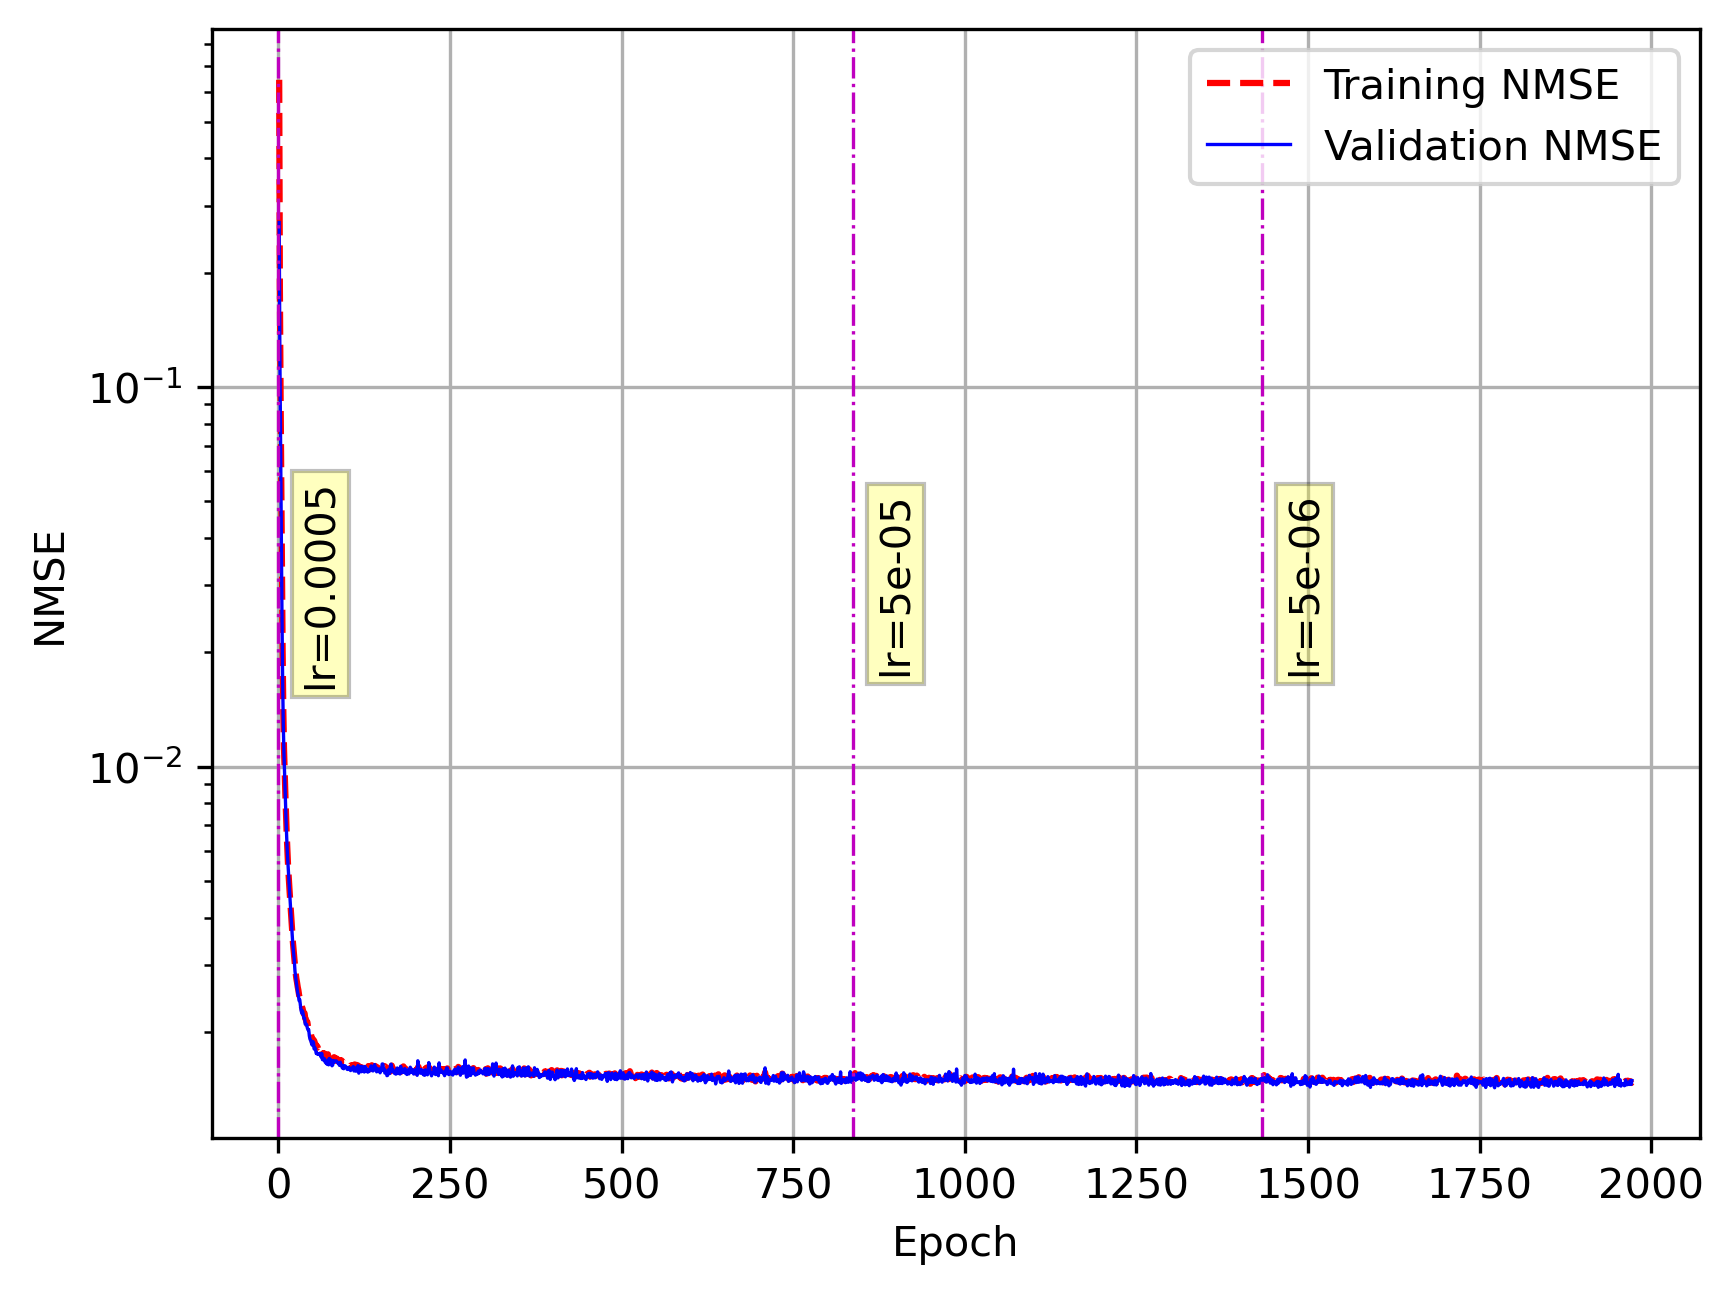 Training NMSE
Validation NMSE
NMSE
10⁻¹
10⁻²
lr=0.0005
lr=5e-05
lr=5e-06
0 250 500 750 1000 1250 1500 1750 2000
Epoch